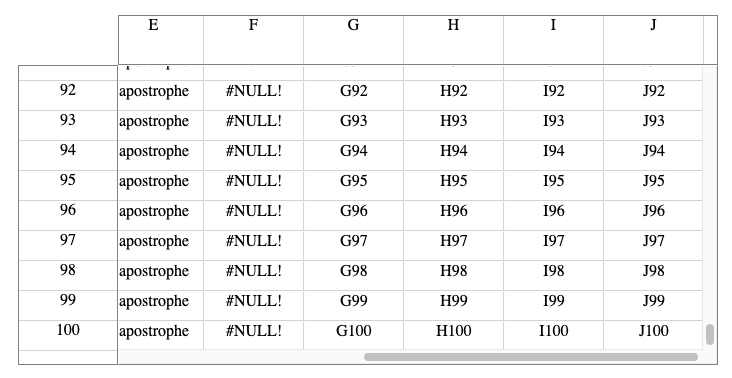 E F G H I J
92 apostrophe #NULL! G92 H92 I92 J92
93 apostrophe #NULL! G93 H93 I93 J93
94 apostrophe #NULL! G94 H94 I94 J94
95 apostrophe #NULL! G95 H95 I95 J95
96 apostrophe #NULL! G96 H96 I96 J96
97 apostrophe #NULL! G97 H97 I97 J97
98 apostrophe #NULL! G98 H98 I98 J98
99 apostrophe #NULL! G99 H99 I99 J99
100 apostrophe #NULL! G100 H100 I100 J100